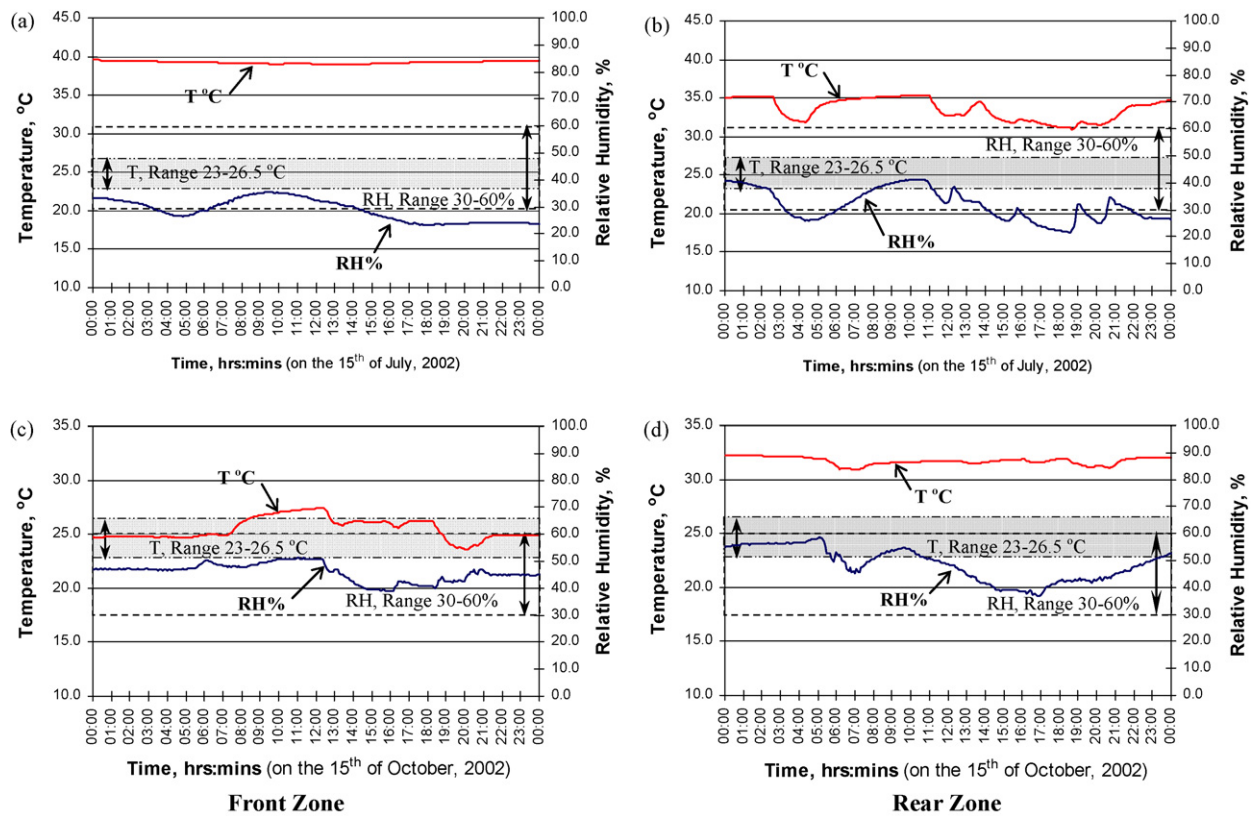 (a)
Temperature, °C
45.0
40.0
35.0
30.0
25.0
20.0
15.0
10.0
T °C
T, Range 23-26.5 °C
RH, Range 30-60%
RH%
100.0
90.0
80.0
70.0
60.0
50.0
40.0
30.0
20.0
10.0
0.0
Relative Humidity, %
00:00 01:00 02:00 03:00 04:00 05:00 06:00 07:00 08:00 09:00 10:00 11:00 12:00 13:00 14:00 15:00 16:00 17:00 18:00 19:00 20:00 21:00 22:00 23:00 00:00
Time, hrs:mins (on the 15th of July, 2002)
(b)
Temperature, °C
45.0
40.0
35.0
30.0
25.0
20.0
15.0
10.0
T °C
RH, Range 30-60%
T, Range 23-26.5 °C
RH%
100.0
90.0
80.0
70.0
60.0
50.0
40.0
30.0
20.0
10.0
0.0
Relative Humidity, %
00:00 01:00 02:00 03:00 04:00 05:00 06:00 07:00 08:00 09:00 10:00 11:00 12:00 13:00 14:00 15:00 16:00 17:00 18:00 19:00 20:00 21:00 22:00 23:00 00:00
Time, hrs:mins (on the 15th of July, 2002)
(c)
Temperature, °C
35.0
30.0
25.0
20.0
15.0
10.0
T °C
T, Range 23-26.5 °C
RH%
RH, Range 30-60%
100.0
90.0
80.0
70.0
60.0
50.0
40.0
30.0
20.0
10.0
0.0
Relative Humidity, %
00:00 01:00 02:00 03:00 04:00 05:00 06:00 07:00 08:00 09:00 10:00 11:00 12:00 13:00 14:00 15:00 16:00 17:00 18:00 19:00 20:00 21:00 22:00 23:00 00:00
Time, hrs:mins (on the 15th of October, 2002)
Front Zone
(d)
Temperature, °C
35.0
30.0
25.0
20.0
15.0
10.0
T °C
T, Range 23-26.5 °C
RH%
RH, Range 30-60%
100.0
90.0
80.0
70.0
60.0
50.0
40.0
30.0
20.0
10.0
0.0
Relative Humidity, %
00:00 01:00 02:00 03:00 04:00 05:00 06:00 07:00 08:00 09:00 10:00 11:00 12:00 13:00 14:00 15:00 16:00 17:00 18:00 19:00 20:00 21:00 22:00 23:00 00:00
Time, hrs:mins (on the 15th of October, 2002)
Rear Zone